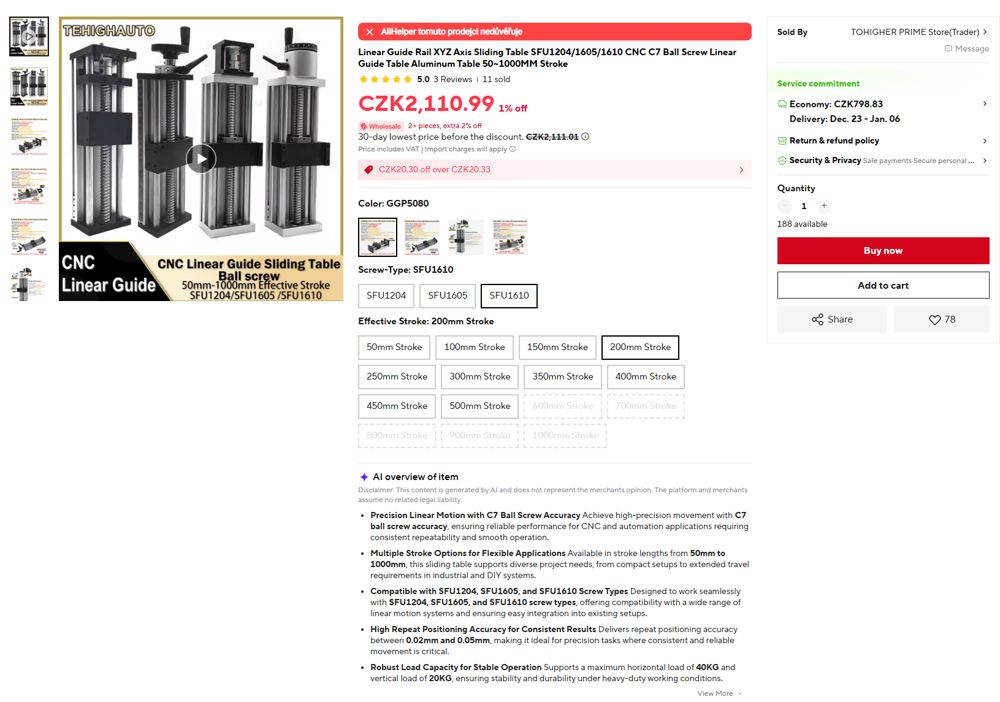 TEHIGHAUTO
CNC
Linear Guide
CNC Linear Guide Sliding Table
Ball screw
50mm-1000mm Effective Stroke
SFU1204/SFU1605 /SFU1610
AliHelper tomuto prodejci nedůvěřuje
Linear Guide Rail XYZ Axis Sliding Table SFU1204/1605/1610 CNC C7 Ball Screw Linear
Guide Table Aluminum Table 50~1000MM Stroke
5.0 3 Reviews | 11 sold
CZK2,110.99 1% off
Wholesale 2+ pieces, extra 2% off
30-day lowest price before the discount. CZK2,111.01
Price includes VAT | Import charges will apply
CZK20.30 off over CZK20.33
Color: GGP5080
Screw-Type: SFU1610
SFU1204 SFU1605 SFU1610
Effective Stroke: 200mm Stroke
50mm Stroke 100mm Stroke 150mm Stroke 200mm Stroke
250mm Stroke 300mm Stroke 350mm Stroke 400mm Stroke
450mm Stroke 500mm Stroke 600mm Stroke 700mm Stroke
800mm Stroke 900mm Stroke 1000mm Stroke
AI overview of item
Disclaimer: This content is generated by AI and does not represent the merchants opinion. The platform and merchants
assume no related legal liability.
• Precision Linear Motion with C7 Ball Screw Accuracy Achieve high-precision movement with C7
ball screw accuracy, ensuring reliable performance for CNC and automation applications requiring
consistent repeatability and smooth operation.
• Multiple Stroke Options for Flexible Applications Available in stroke lengths from 50mm to
1000mm, this sliding table supports diverse project needs, from compact setups to extended travel
requirements in industrial and DIY systems.
• Compatible with SFU1204, SFU1605, and SFU1610 Screw Types Designed to work seamlessly
with SFU1204, SFU1605, and SFU1610 screw types, offering compatibility with a wide range of
linear motion systems and ensuring easy integration into existing setups.
• High Repeat Positioning Accuracy for Consistent Results Delivers repeat positioning accuracy
between 0.02mm and 0.05mm, making it ideal for precision tasks where consistent and reliable
movement is critical.
• Robust Load Capacity for Stable Operation Supports a maximum horizontal load of 40KG and
vertical load of 20KG, ensuring stability and durability under heavy-duty working conditions.
View More
Sold By TOHIGHER PRIME Store(Trader)
Message
Service commitment
Economy: CZK798.83
Delivery: Dec. 23 - Jan. 06
Return & refund policy
Security & Privacy Safe payments·Secure personal ...
Quantity
1 +
188 available
Buy now
Add to cart
Share 78